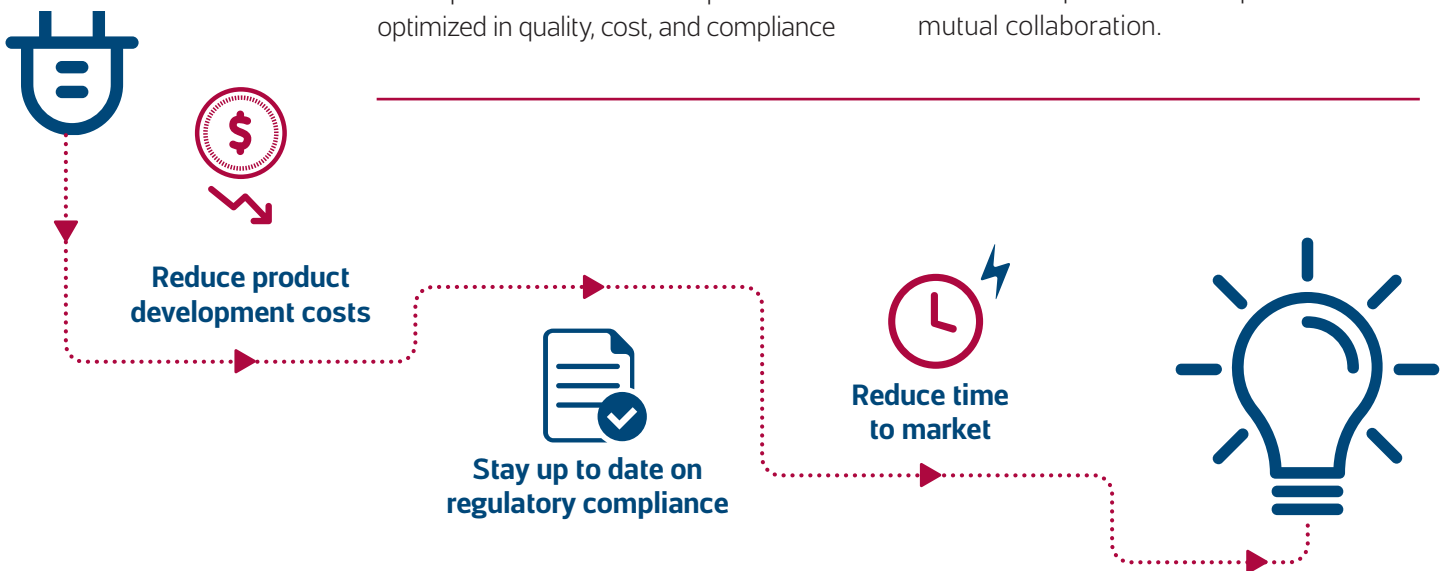 optimized in quality, cost, and compliance
mutual collaboration.
$
Reduce product
development costs
Stay up to date on
regulatory compliance
Reduce time
to market